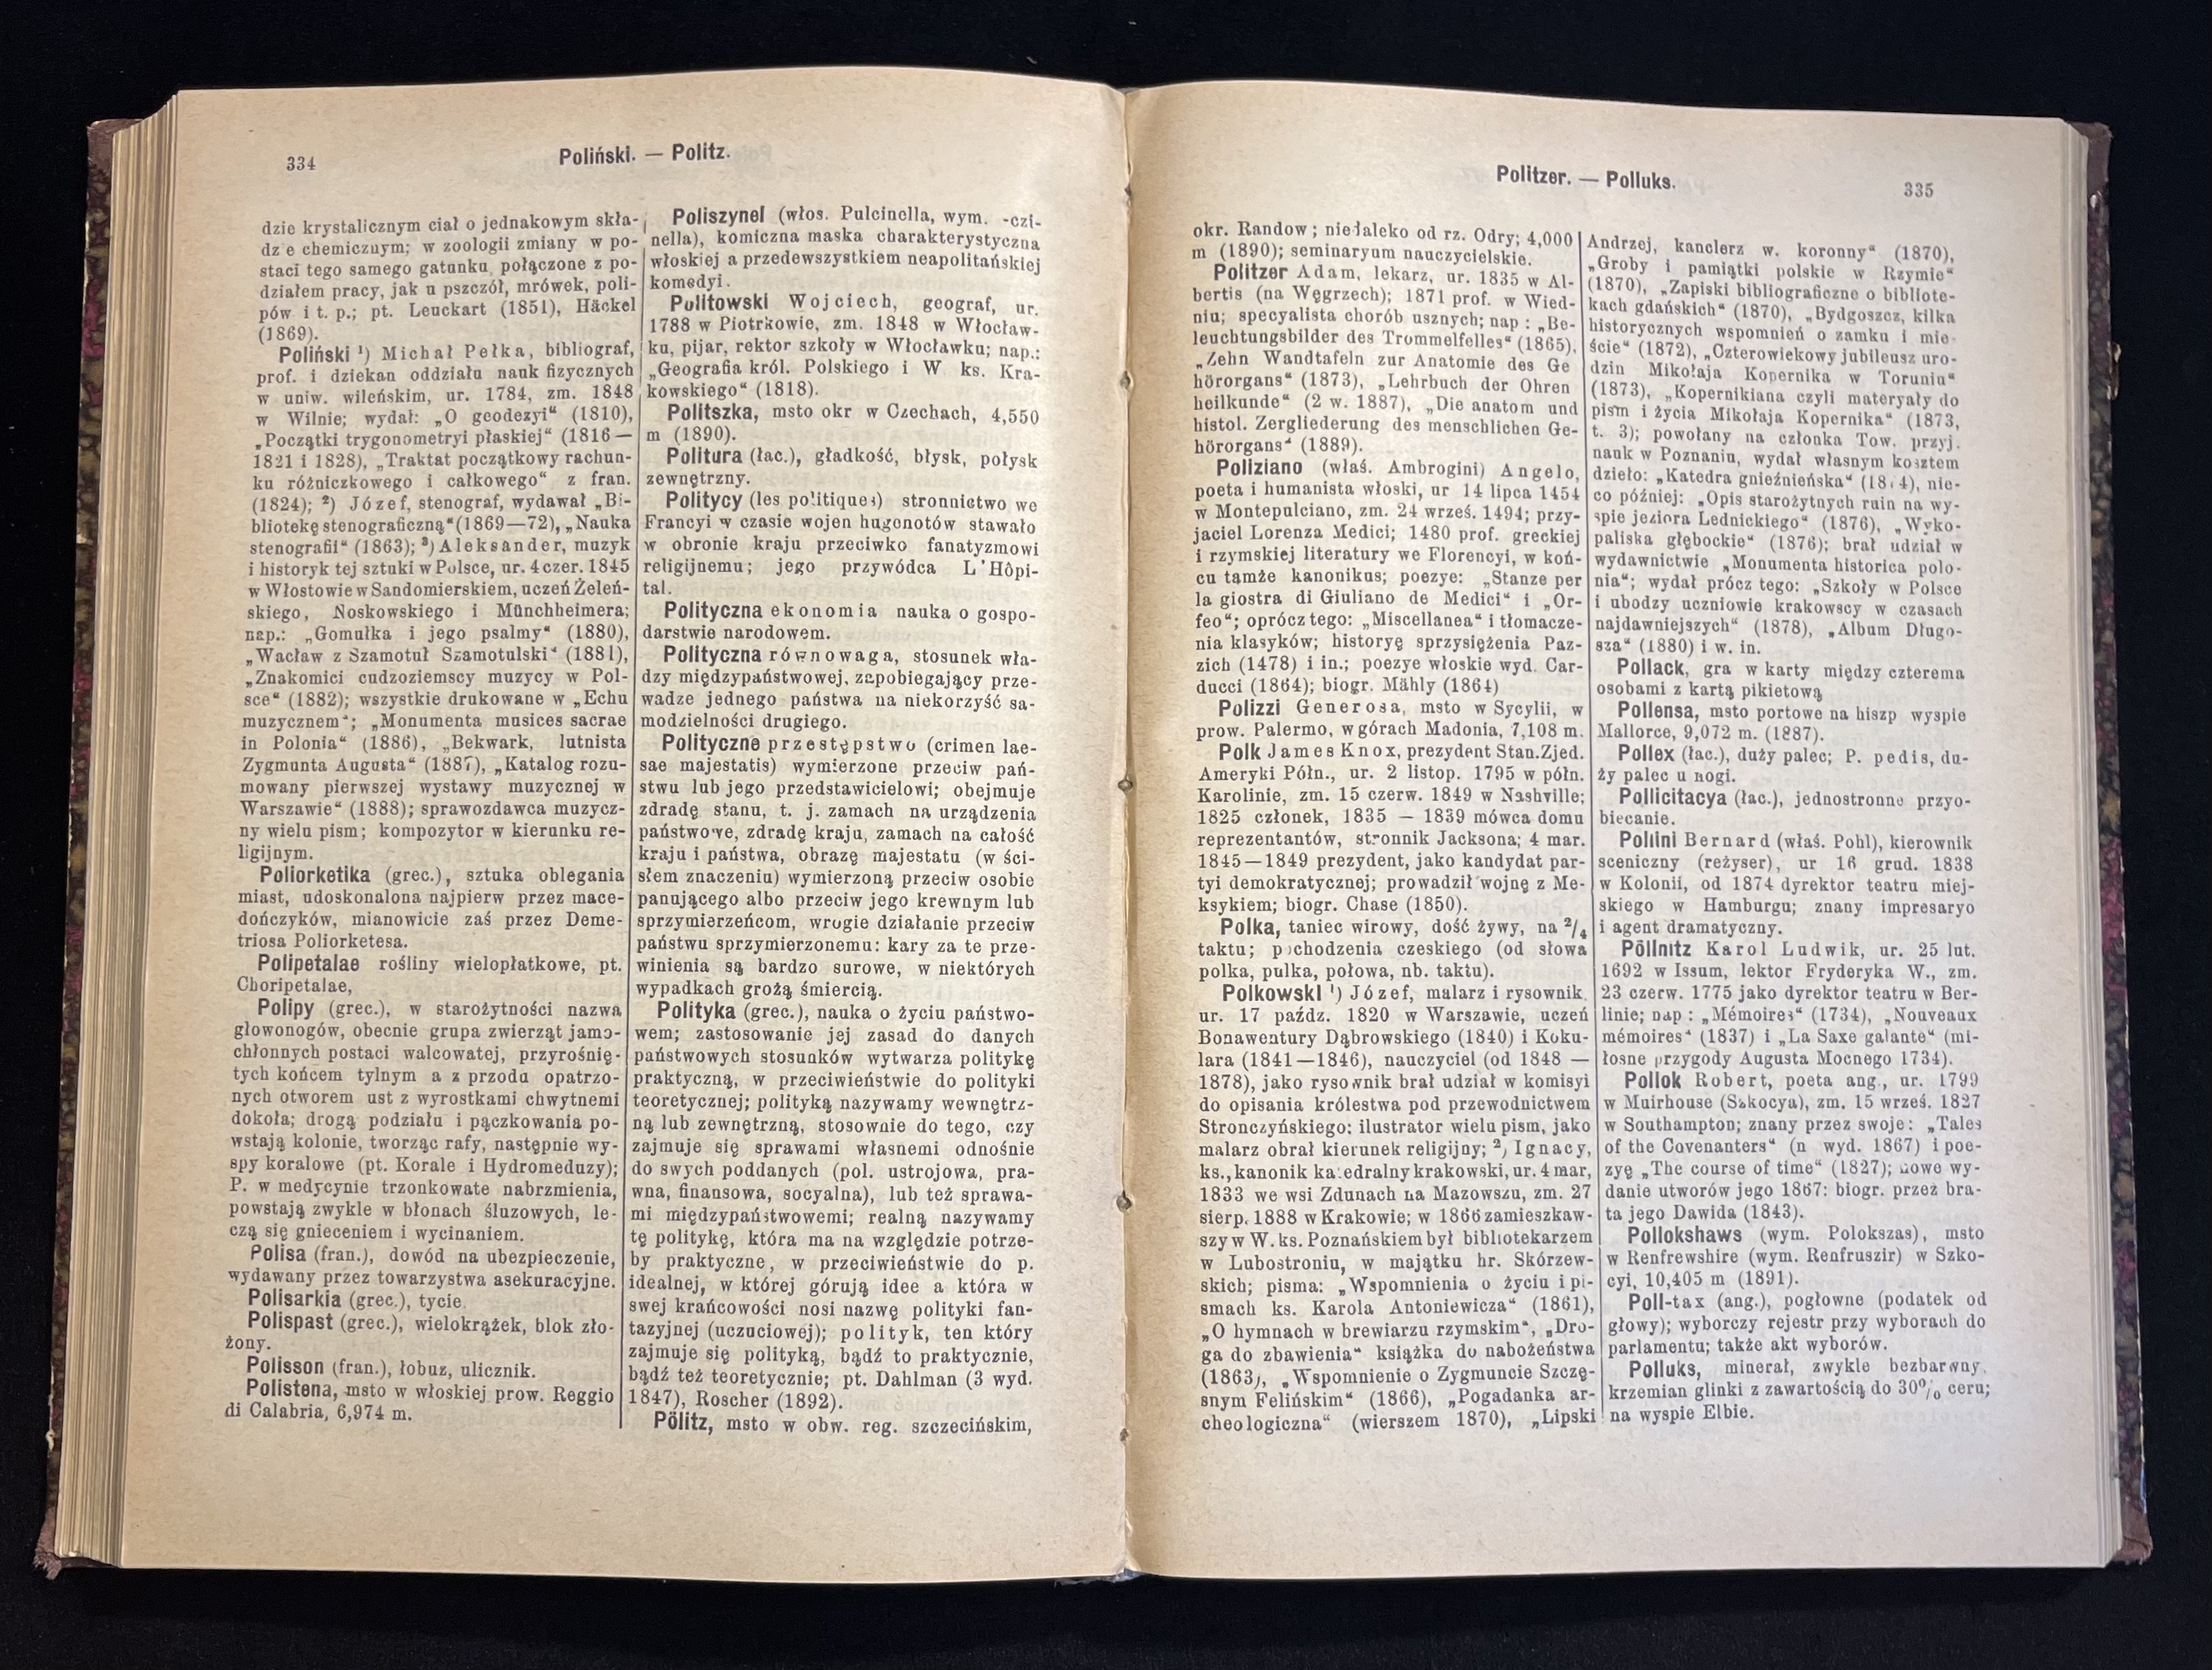 334
Poliński. — Politz.
dzie krystalicznym ciał o jednakowym skła-
dz e chemicznym; w zoologii zmiany w po-
staci tego samego gatunku połączone z po-
działem pracy, jak u pszczół, mrówek, poli-
pów i t. p.; pt. Leuckart (1851), Häckel
(1869).
Poliński ¹) Michał Pełka, bibliograf,
prof. i dziekan oddziału nauk fizycznych
w uniw. wileńskim, ur. 1784, zm. 1848
w Wilnie; wydał: „O geodezyi“ (1810),
„Początki trygonometryi płaskiej“ (1816 —
1821 i 1828), „Traktat początkowy rachun-
ku różniczkowego i całkowego“ z fran.
(1824); ²) Józef, stenograf, wydawał „Bi-
bliotekę stenograficzną“ (1869—72), „Nauka
stenografii“ (1863); ³) Aleksander, muzyk
i historyk tej sztuki w Polsce, ur. 4 czer. 1845
w Włostowie w Sandomierskiem, uczeń Żeleń-
skiego, Noskowskiego i Münchheimera;
nap.: „Gomułka i jego psalmy“ (1880),
„Wacław z Szamotuł Szamotulski“ (1881),
„Znakomici cudzoziemscy muzycy w Pol-
sce“ (1882); wszystkie drukowane w „Echu
muzycznem“; „Monumenta musices sacrae
in Polonia“ (1886), „Bekwark, lutnista
Zygmunta Augusta“ (1887), „Katalog rozu-
mowany pierwszej wystawy muzycznej w
Warszawie“ (1888); sprawozdawca muzycz-
ny wielu pism; kompozytor w kierunku re-
ligijnym.
Poliorketika (grec.), sztuka oblegania
miast, udoskonalona najpierw przez mace-
dończyków, mianowicie zaś przez Deme-
triosa Poliorketesa.
Polipetalae rośliny wielopłatkowe, pt.
Choripetalae,
Polipy (grec.), w starożytności nazwa
głowonogów, obecnie grupa zwierząt jamo-
chłonnych postaci walcowatej, przyrośnię-
tych końcem tylnym a z przodu opatrzo-
nych otworem ust z wyrostkami chwytnemi
dokoła; drogą podziału i pączkowania po-
wstają kolonie, tworząc rafy, następnie wy-
spy koralowe (pt. Korale i Hydromeduzy);
P. w medycynie trzonkowate nabrzmienia,
powstają zwykle w błonach śluzowych, le-
czą się gnieceniem i wycinaniem.
Polisa (fran.), dowód na ubezpieczenie,
wydawany przez towarzystwa asekuracyjne.
Polisarkia (grec.), tycie.
Polispast (grec.), wielokrążek, blok zło-
żony.
Polisson (fran.), łobuz, ulicznik.
Polistena, msto w włoskiej prow. Reggio
di Calabria, 6,974 m.
Poliszynel (włos. Pulcinella, wym. -czi-
nella), komiczna maska charakterystyczna
włoskiej a przedewszystkiem neapolitańskiej
komedyi.
Politowski Wojciech, geograf, ur.
1788 w Piotrkowie, zm. 1848 w Włocław-
ku, pijar, rektor szkoły w Włocławku; nap.:
„Geografia król. Polskiego i W ks. Kra-
kowskiego“ (1818).
Politszka, msto okr w Czechach, 4,550
m (1890).
Politura (łac.), gładkość, błysk, połysk
zewnętrzny.
Politycy (les politiques) stronnictwo we
Francyi w czasie wojen hugenotów stawało
w obronie kraju przeciwko fanatyzmowi
religijnemu; jego przywódca L'Hôpi-
tal.
Polityczna ekonomia nauka o gospo-
darstwie narodowem.
Polityczna równowaga, stosunek wła-
dzy międzypaństwowej, zapobiegający prze-
wadze jednego państwa na niekorzyść sa-
modzielności drugiego.
Polityczne przestępstwo (crimen lae-
sae majestatis) wymierzone przeciw pań-
stwu lub jego przedstawicielowi; obejmuje
zdradę stanu, t. j. zamach na urządzenia
państwowe, zdradę kraju, zamach na całość
kraju i państwa, obrazę majestatu (w ści-
słem znaczeniu) wymierzoną przeciw osobie
panującego albo przeciw jego krewnym lub
sprzymierzeńcom, wrogie działanie przeciw
państwu sprzymierzonemu: kary za te prze-
winienia są bardzo surowe, w niektórych
wypadkach grożą śmiercią.
Polityka (grec.), nauka o życiu państwo-
wem; zastosowanie jej zasad do danych
państwowych stosunków wytwarza politykę
praktyczną, w przeciwieństwie do polityki
teoretycznej; polityką nazywamy wewnętrz-
ną lub zewnętrzną, stosownie do tego, czy
zajmuje się sprawami własnemi odnośnie
do swych poddanych (pol. ustrojowa, pra-
wna, finansowa, socyalna), lub też sprawa-
mi międzypaństwowemi; realną nazywamy
tę politykę, która ma na względzie potrze-
by praktyczne, w przeciwieństwie do p.
idealnej, w której górują idee a która w
swej krańcowości nosi nazwę polityki fan-
tazyjnej (uczuciowej); polityk, ten który
zajmuje się polityką, bądź to praktycznie,
bądź też teoretycznie; pt. Dahlman (3 wyd.
1847), Roscher (1892).
Pölitz, msto w obw. reg. szczecińskim,
Politzer. — Polluks.
335
okr. Randow; niedaleko od rz. Odry; 4,000
m (1890); seminaryum nauczycielskie.
Politzer Adam, lekarz, ur. 1835 w Al-
bertis (na Węgrzech); 1871 prof. w Wied-
niu; specyalista chorób usznych; nap : „Be-
leuchtungsbilder des Trommelfelles“ (1865),
„Zehn Wandtafeln zur Anatomie des Ge
hörorgans“ (1873), „Lehrbuch der Ohren
heilkunde“ (2 w. 1887), „Die anatom und
histol. Zergliederung des menschlichen Ge-
hörorgans“ (1889).
Poliziano (właś. Ambrogini) Angelo,
poeta i humanista włoski, ur 14 lipca 1454
w Montepulciano, zm. 24 wrześ. 1494; przy-
jaciel Lorenza Medici; 1480 prof. greckiej
i rzymskiej literatury we Florencyi, w koń-
cu tamże kanonikus; poezye: „Stanze per
la giostra di Giuliano de Medici“ i „Or-
feo“; oprócz tego: „Miscellanea“ i tłomacze-
nia klasyków; historyę sprzysiężenia Paz-
zich (1478) i in.; poezye włoskie wyd. Car-
ducci (1864); biogr. Mähly (1864)
Polizzi Generosa, msto w Sycylii, w
prow. Palermo, w górach Madonia, 7,108 m.
Polk James Knox, prezydent Stan. Zjed.
Ameryki Półn., ur. 2 listop. 1795 w półn.
Karolinie, zm. 15 czerw. 1849 w Nashville;
1825 członek, 1835 — 1839 mówca domu
reprezentantów, stronnik Jacksona; 4 mar.
1845—1849 prezydent, jako kandydat par-
tyi demokratycznej; prowadził wojnę z Me-
ksykiem; biogr. Chase (1850).
Polka, taniec wirowy, dość żywy, na ²/₄
taktu; pochodzenia czeskiego (od słowa
polka, pulka, połowa, nb. taktu).
Polkowski ¹) Józef, malarz i rysownik,
ur. 17 paźdz. 1820 w Warszawie, uczeń
Bonawentury Dąbrowskiego (1840) i Koku-
lara (1841—1846), nauczyciel (od 1848 —
1878), jako rysownik brał udział w komisyi
do opisania królestwa pod przewodnictwem
Stronczyńskiego; ilustrator wielu pism, jako
malarz obrał kierunek religijny; ²) Ignacy,
ks., kanonik katedralny krakowski, ur. 4 mar,
1833 we wsi Zdunach na Mazowszu, zm. 27
sierp. 1888 w Krakowie; w 1866 zamieszkaw-
szy w W. ks. Poznańskiem był bibliotekarzem
w Lubostroniu, w majątku hr. Skórzew-
skich; pisma: „Wspomnienia o życiu i pi-
smach ks. Karola Antoniewicza“ (1861),
„O hymnach w brewiarzu rzymskim“, „Dro-
ga do zbawienia“ książka do nabożeństwa
(1863), „Wspomnienie o Zygmuncie Szczę-
snym Felińskim“ (1866), „Pogadanka ar-
cheologiczna“ (wierszem 1870), „Lipski
Andrzej, kanclerz w. koronny“ (1870),
„Groby i pamiątki polskie w Rzymie“
(1870), „Zapiski bibliograficzne o bibliote-
kach gdańskich“ (1870), „Bydgoszcz, kilka
historycznych wspomnień o zamku i mie-
ście“ (1872), „Czterowiekowy jubileusz uro-
dzin Mikołaja Kopernika w Toruniu“
(1873), „Kopernikiana czyli materyały do
pism i życia Mikołaja Kopernika“ (1873,
t. 3); powołany na członka Tow. przyj.
nauk w Poznaniu, wydał własnym kosztem
dzieło: „Katedra gnieźnieńska“ (1874), nie-
co później: „Opis starożytnych ruin na wy-
spie jeziora Lednickiego“ (1876), „Wyko-
paliska głębockie“ (1876); brał udział w
wydawnictwie „Monumenta historica polo-
nia“; wydał prócz tego: „Szkoły w Polsce
i ubodzy uczniowie krakowscy w czasach
najdawniejszych“ (1878), „Album Długo-
sza“ (1880) i w. in.
Pollack, gra w karty między czterema
osobami z kartą pikietową
Pollensa, msto portowe na hiszp wyspie
Mallorce, 9,072 m. (1887).
Pollex (łac.), duży palec; P. pedis, du-
ży palec u nogi.
Pollicitacya (łac.), jednostronne przyo-
biecanie.
Pollini Bernard (właś. Pohl), kierownik
sceniczny (reżyser), ur 16 grud. 1838
w Kolonii, od 1874 dyrektor teatru miej-
skiego w Hamburgu; znany impresaryo
i agent dramatyczny.
Pöllnitz Karol Ludwik, ur. 25 lut.
1692 w Issum, lektor Fryderyka W., zm.
23 czerw. 1775 jako dyrektor teatru w Ber-
linie; nap : „Mémoires“ (1734), „Nouveaux
mémoires“ (1837) i „La Saxe galante“ (mi-
łosne przygody Augusta Mocnego 1734).
Pollok Robert, poeta ang., ur. 1799
w Muirhouse (Szkocya), zm. 15 wrześ. 1827
w Southampton; znany przez swoje: „Tales
of the Covenanters“ (n wyd. 1867) i poe-
zyę „The course of time“ (1827); nowe wy-
danie utworów jego 1867: biogr. przez bra-
ta jego Dawida (1843).
Pollokshaws (wym. Polokszas), msto
w Renfrewshire (wym. Renfruszir) w Szko-
cyi, 10,405 m (1891).
Poll-tax (ang.), pogłowne (podatek od
głowy); wyborczy rejestr przy wyborach do
parlamentu; także akt wyborów.
Polluks, minerał, zwykle bezbarwny,
krzemian glinki z zawartością do 30% ceru;
na wyspie Elbie.